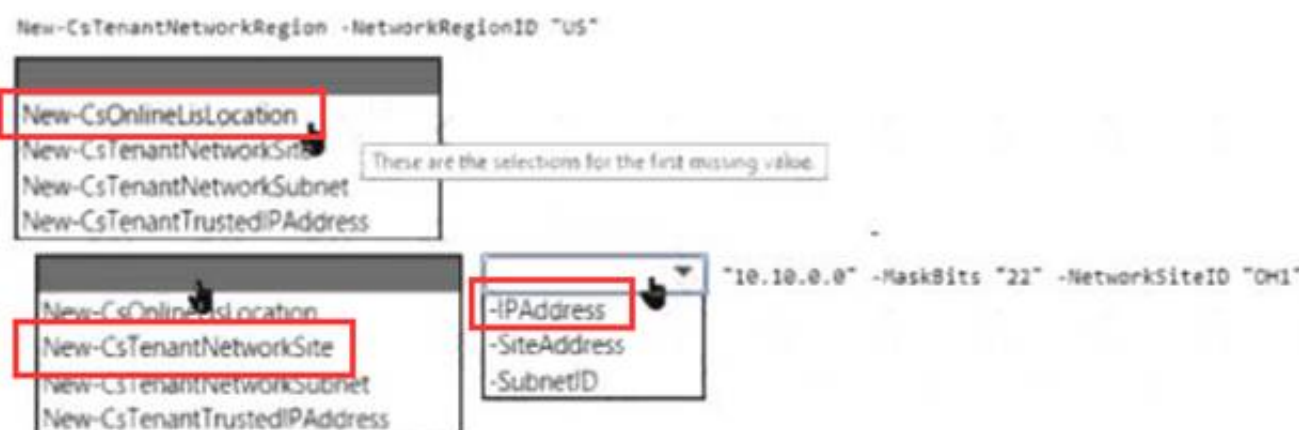 New-CsTenantNetworkRegion -NetworkRegionID "US"
New-CsOnlineLisLocation
New-CsTenantNetworkSite
These are the selections for the first missing value.
New-CsTenantNetworkSubnet
New-CsTenantTrustedIPAddress
"10.10.0.0" -MaskBits "22" -NetworkSiteID "OH1"
New-CsOnlineLisLocation
-IPAddress
New-CsTenantNetworkSite
-SiteAddress
New-CsTenantNetworkSubnet
-SubnetID
New-CsTenantTrustedIPAddress